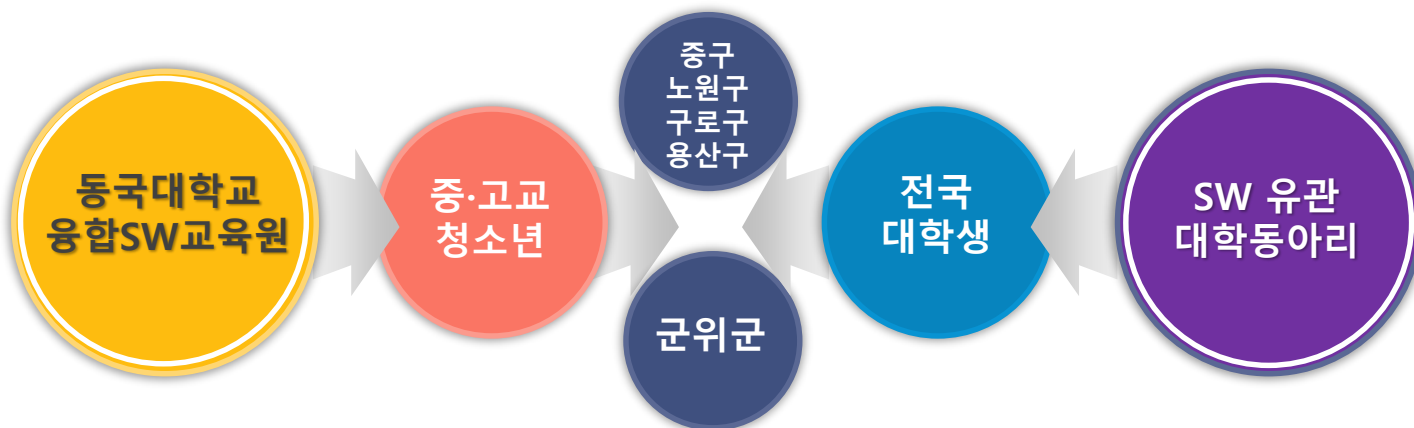 동국대학교
융합SW교육원
중·고교
청소년
중구
노원구
구로구
용산구
군위군
전국
대학생
SW 유관
대학동아리